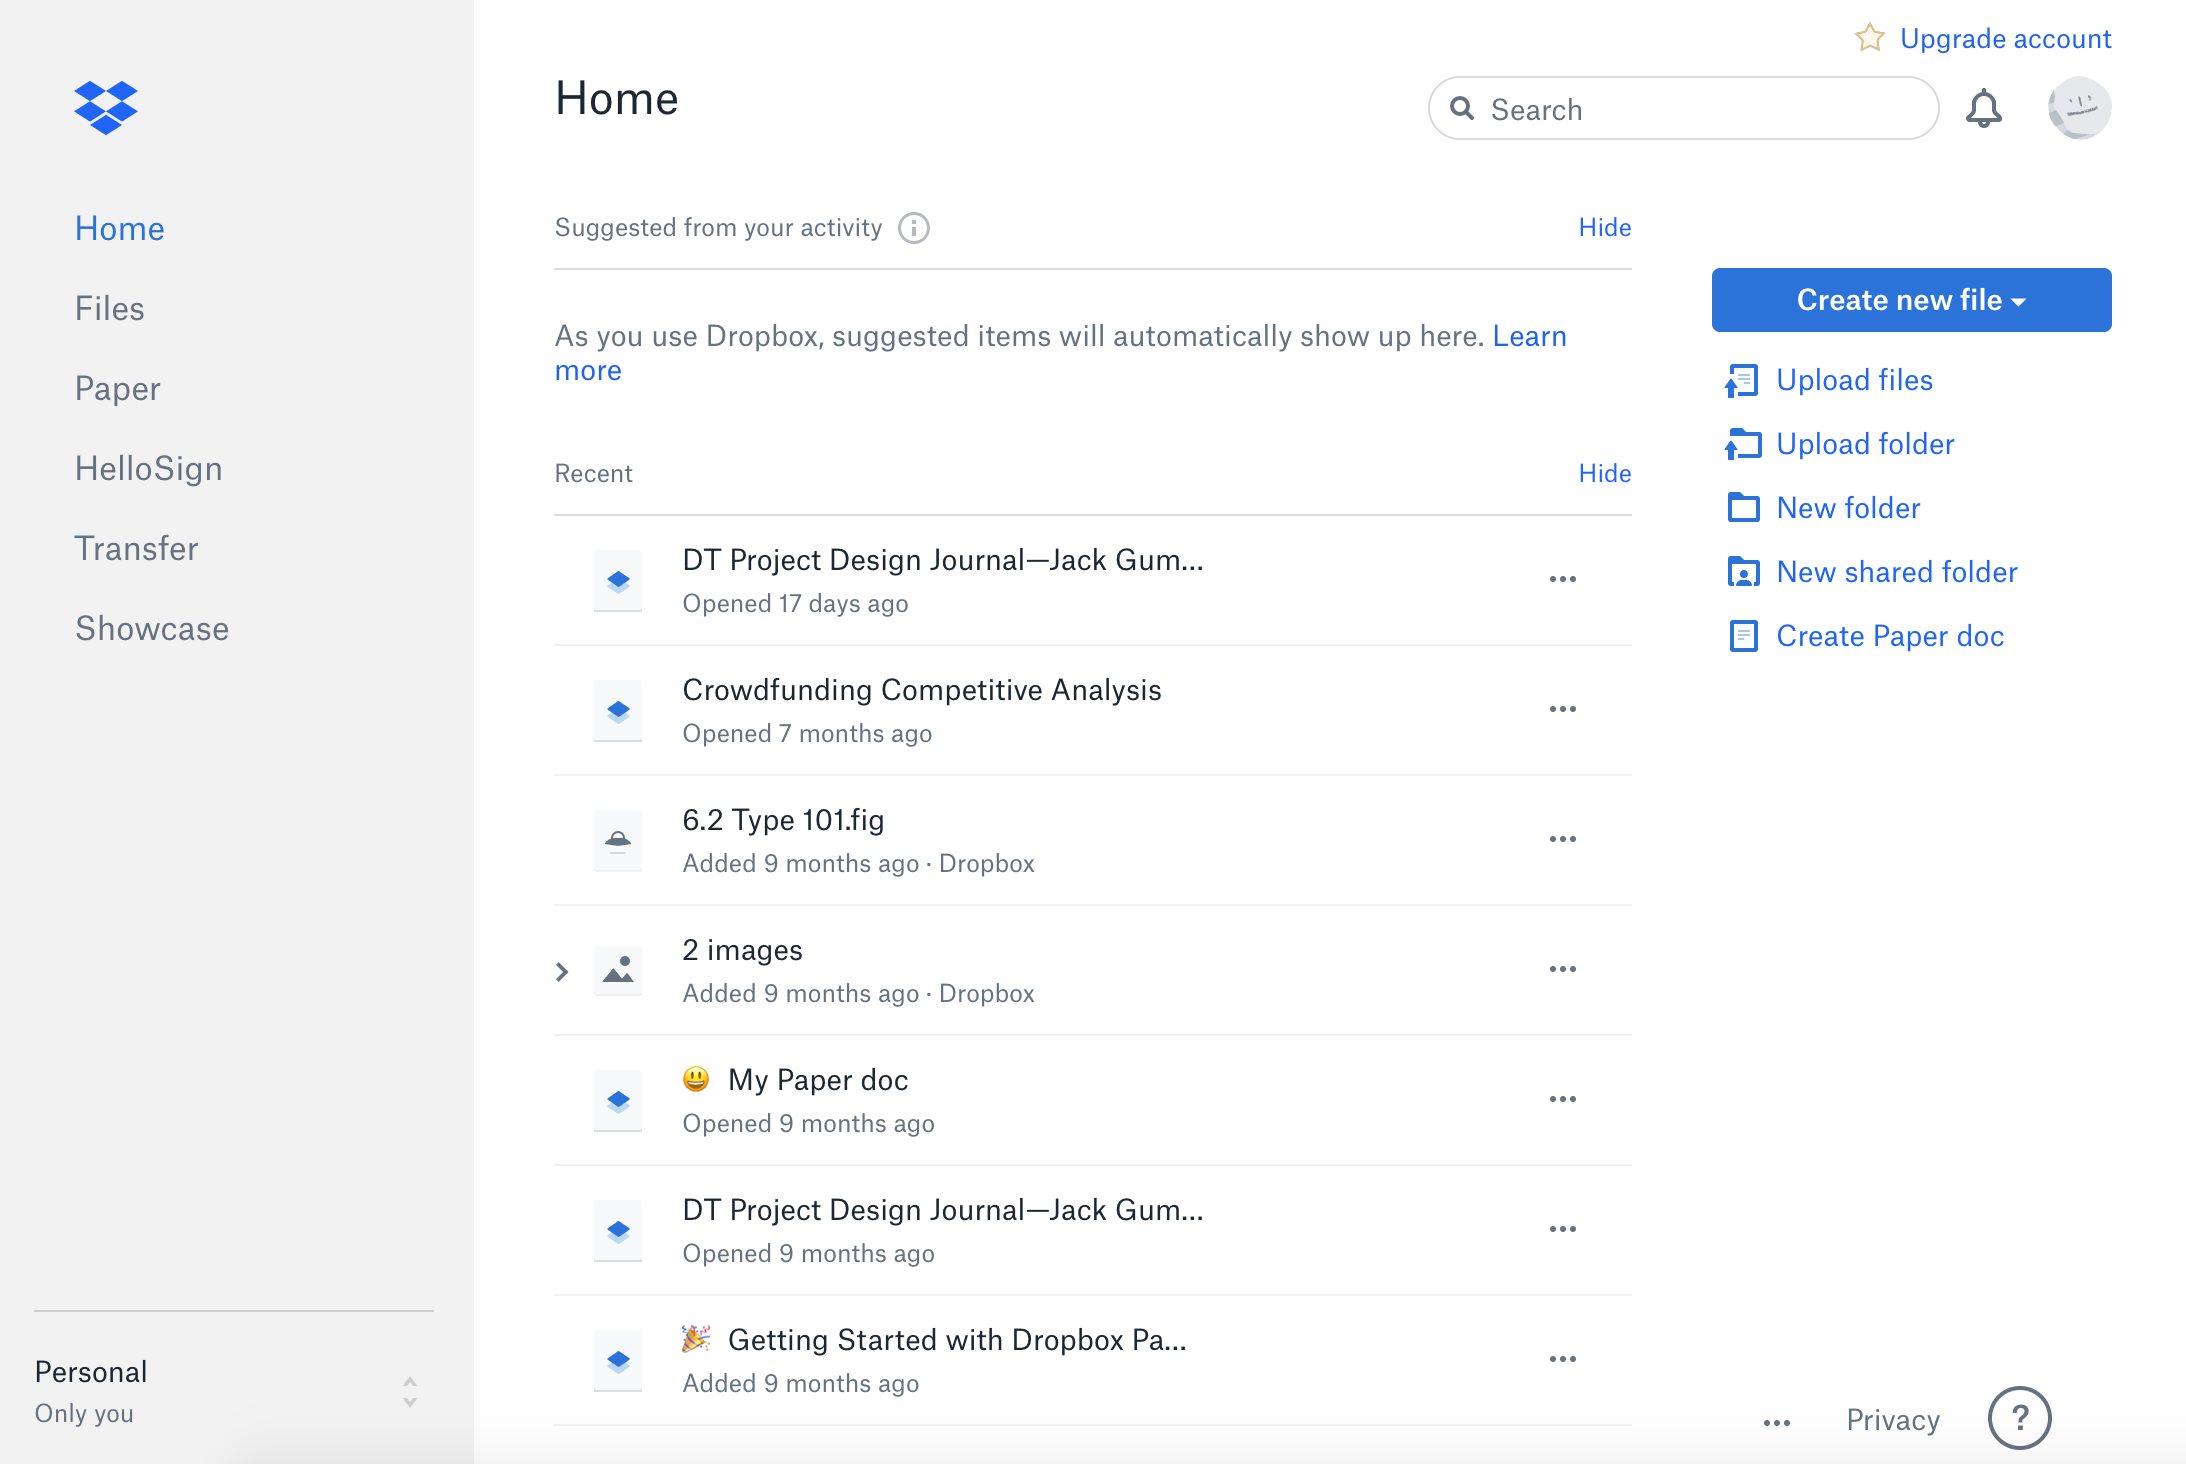 Upgrade account
Home
Search
Home
Files
Paper
HelloSign
Transfer
Showcase
Suggested from your activity
Hide
As you use Dropbox, suggested items will automatically show up here. Learn
more
Recent
Hide
DT Project Design Journal—Jack Gum...
Opened 17 days ago
Crowdfunding Competitive Analysis
Opened 7 months ago
6.2 Type 101.fig
Added 9 months ago · Dropbox
2 images
Added 9 months ago · Dropbox
😃 My Paper doc
Opened 9 months ago
DT Project Design Journal—Jack Gum...
Opened 9 months ago
🎉 Getting Started with Dropbox Pa...
Added 9 months ago
Create new file
Upload files
Upload folder
New folder
New shared folder
Create Paper doc
Personal
Only you
Privacy
?